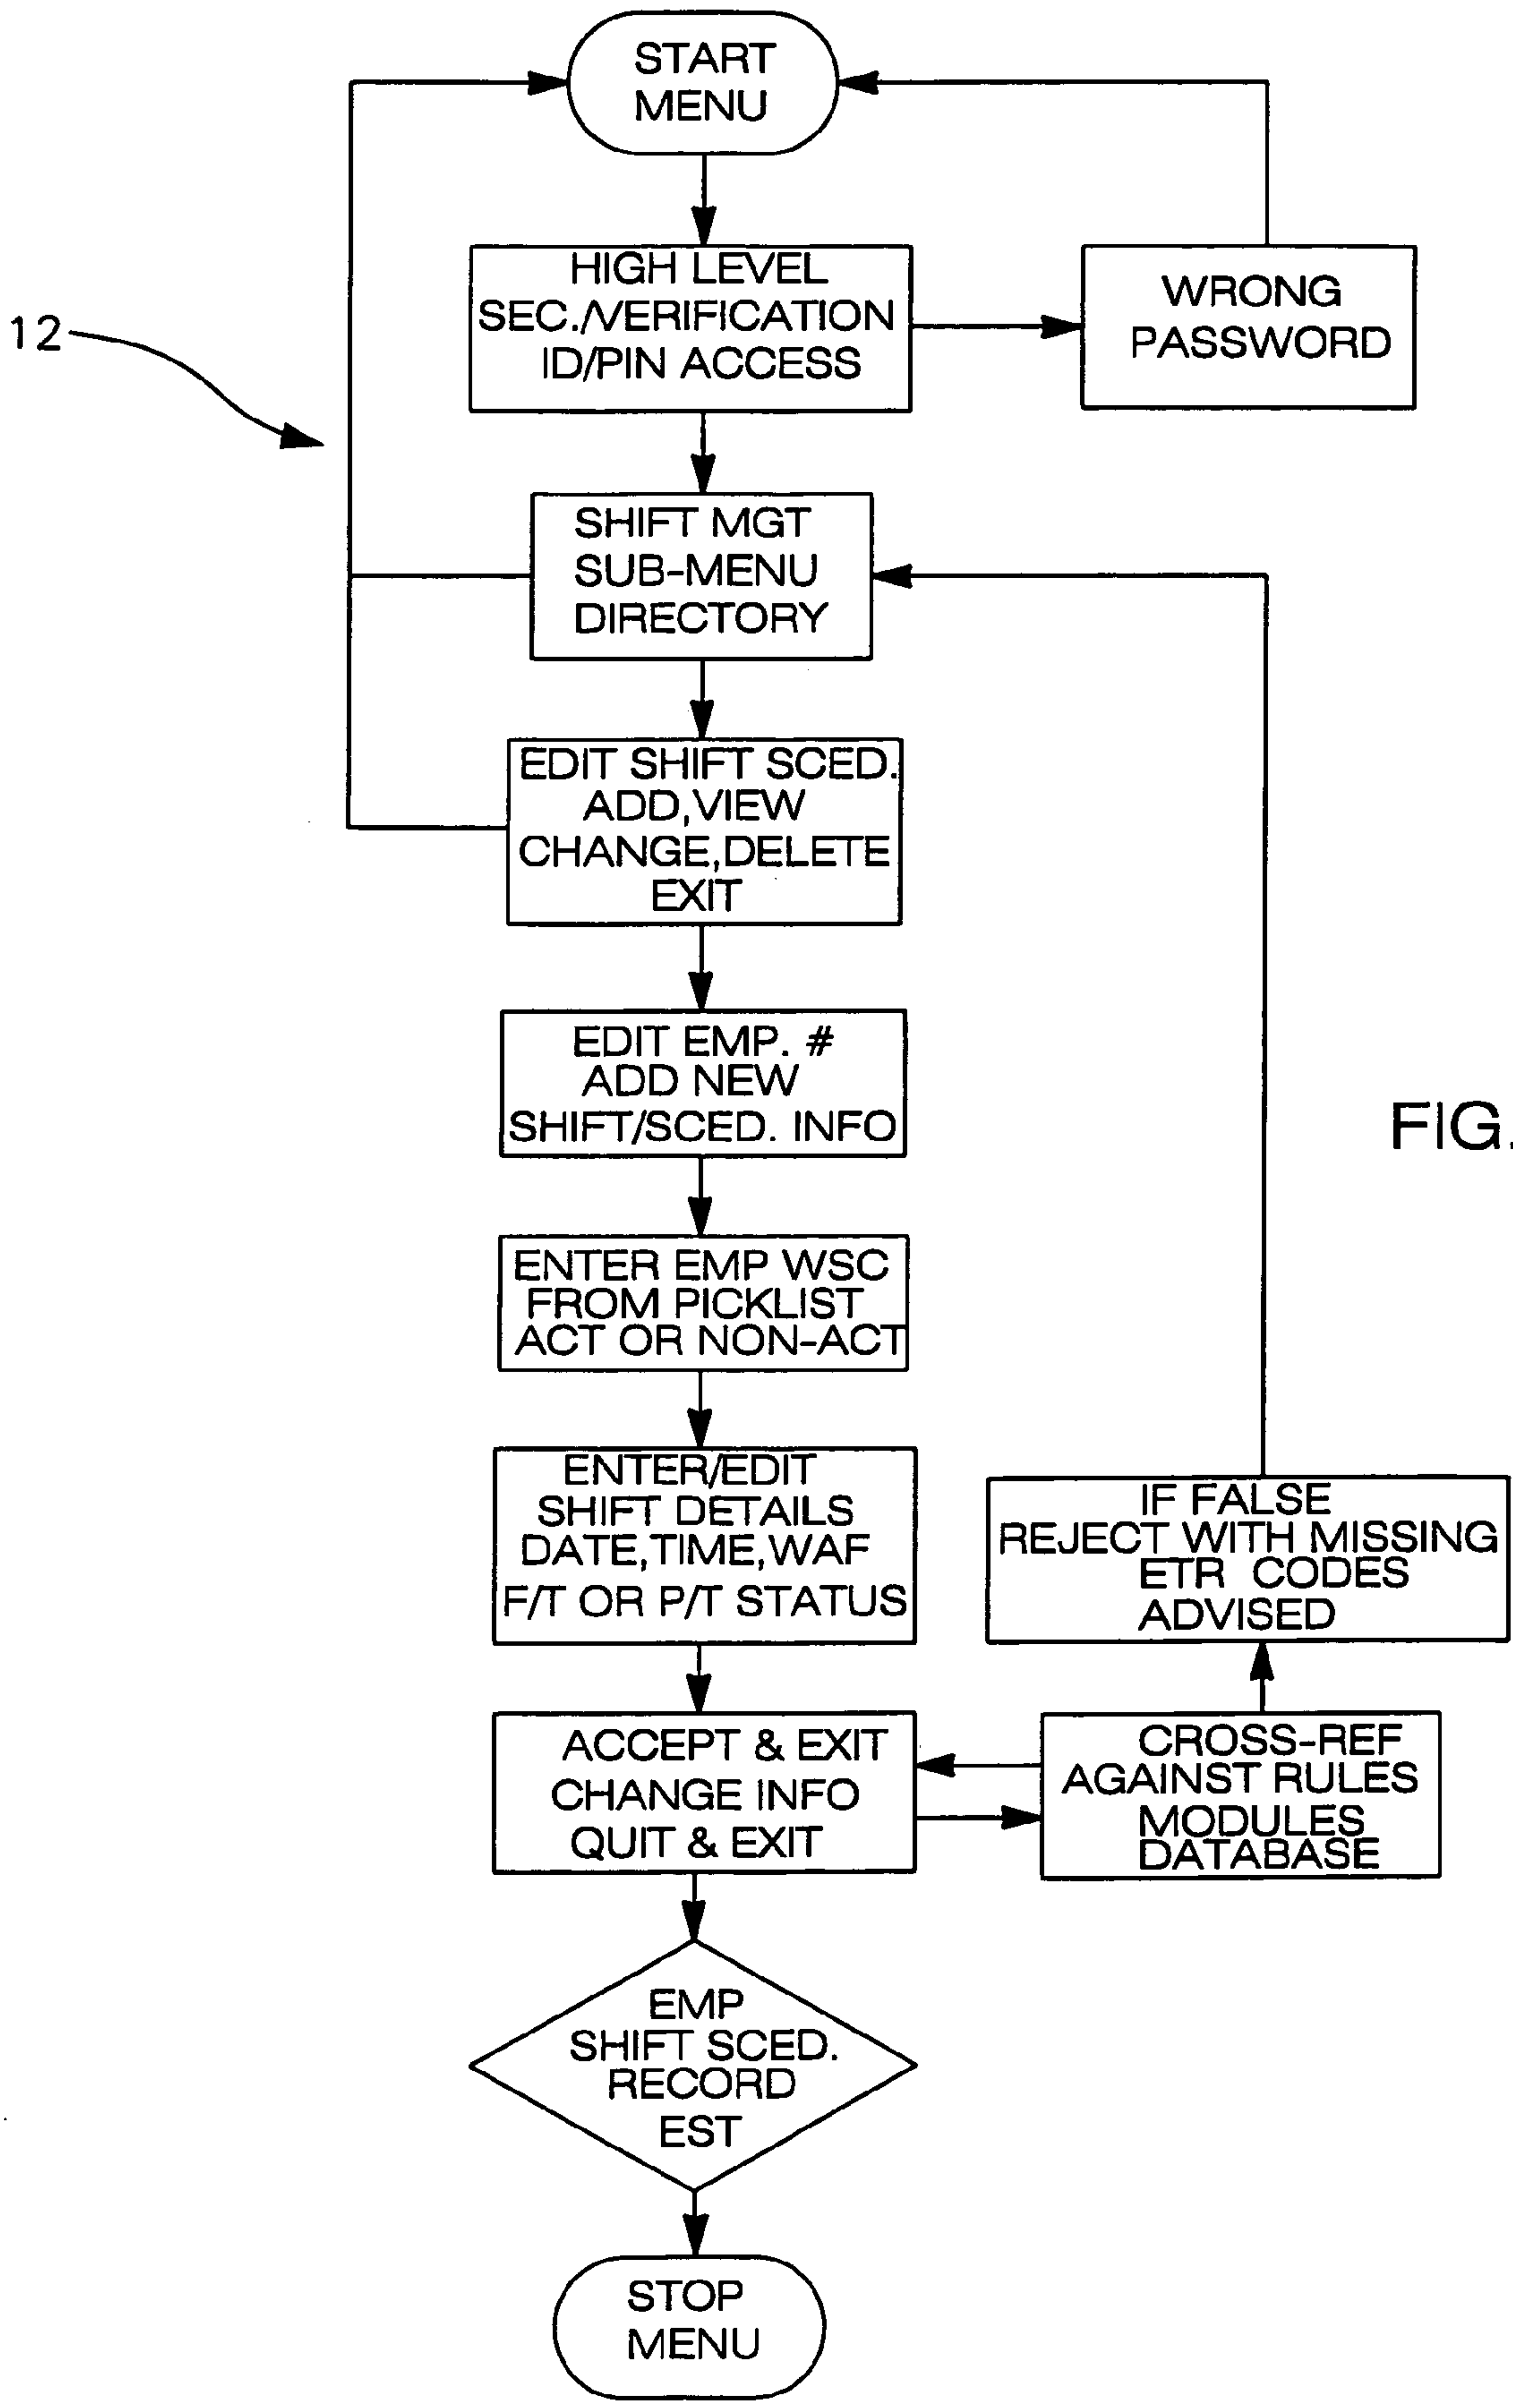 START
MENU
HIGH LEVEL
SEC./VERIFICATION
ID/PIN ACCESS
WRONG
PASSWORD
12
SHIFT MGT
SUB-MENU
DIRECTORY
EDIT SHIFT SCED.
ADD,VIEW
CHANGE,DELETE
EXIT
EDIT EMP. #
ADD NEW
SHIFT/SCED. INFO
FIG.
ENTER EMP WSC
FROM PICKLIST
ACT OR NON-ACT
ENTER/EDIT
SHIFT DETAILS
DATE,TIME,WAF
F/T OR P/T STATUS
IF FALSE
REJECT WITH MISSING
ETR CODES
ADVISED
ACCEPT & EXIT
CHANGE INFO
QUIT & EXIT
CROSS-REF
AGAINST RULES
MODULES
DATABASE
EMP
SHIFT SCED.
RECORD
EST
STOP
MENU